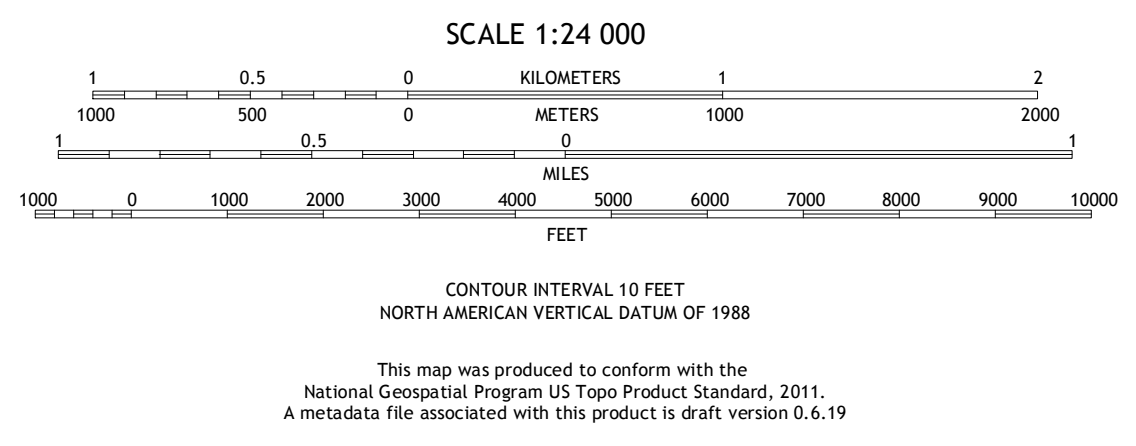 SCALE 1:24 000
1 0.5 0 KILOMETERS 1 2
1000 500 0 METERS 1000 2000
1 0.5 0 1
MILES
1000 0 1000 2000 3000 4000 5000 6000 7000 8000 9000 10000
FEET
CONTOUR INTERVAL 10 FEET
NORTH AMERICAN VERTICAL DATUM OF 1988
This map was produced to conform with the
National Geospatial Program US Topo Product Standard, 2011.
A metadata file associated with this product is draft version 0.6.19